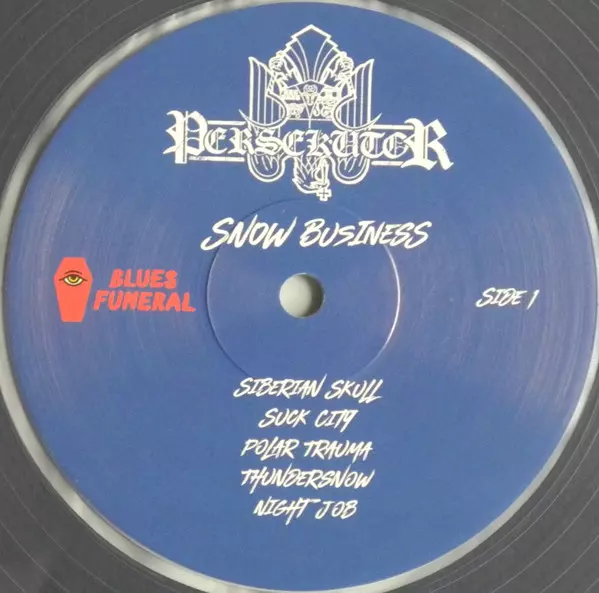 PERSEKUTOR
SNOW BUSINESS
BLUES
FUNERAL
SIDE 1
SIBERIAN SKULL
SUCK CITY
POLAR TRAUMA
THUNDERSNOW
NIGHT JOB